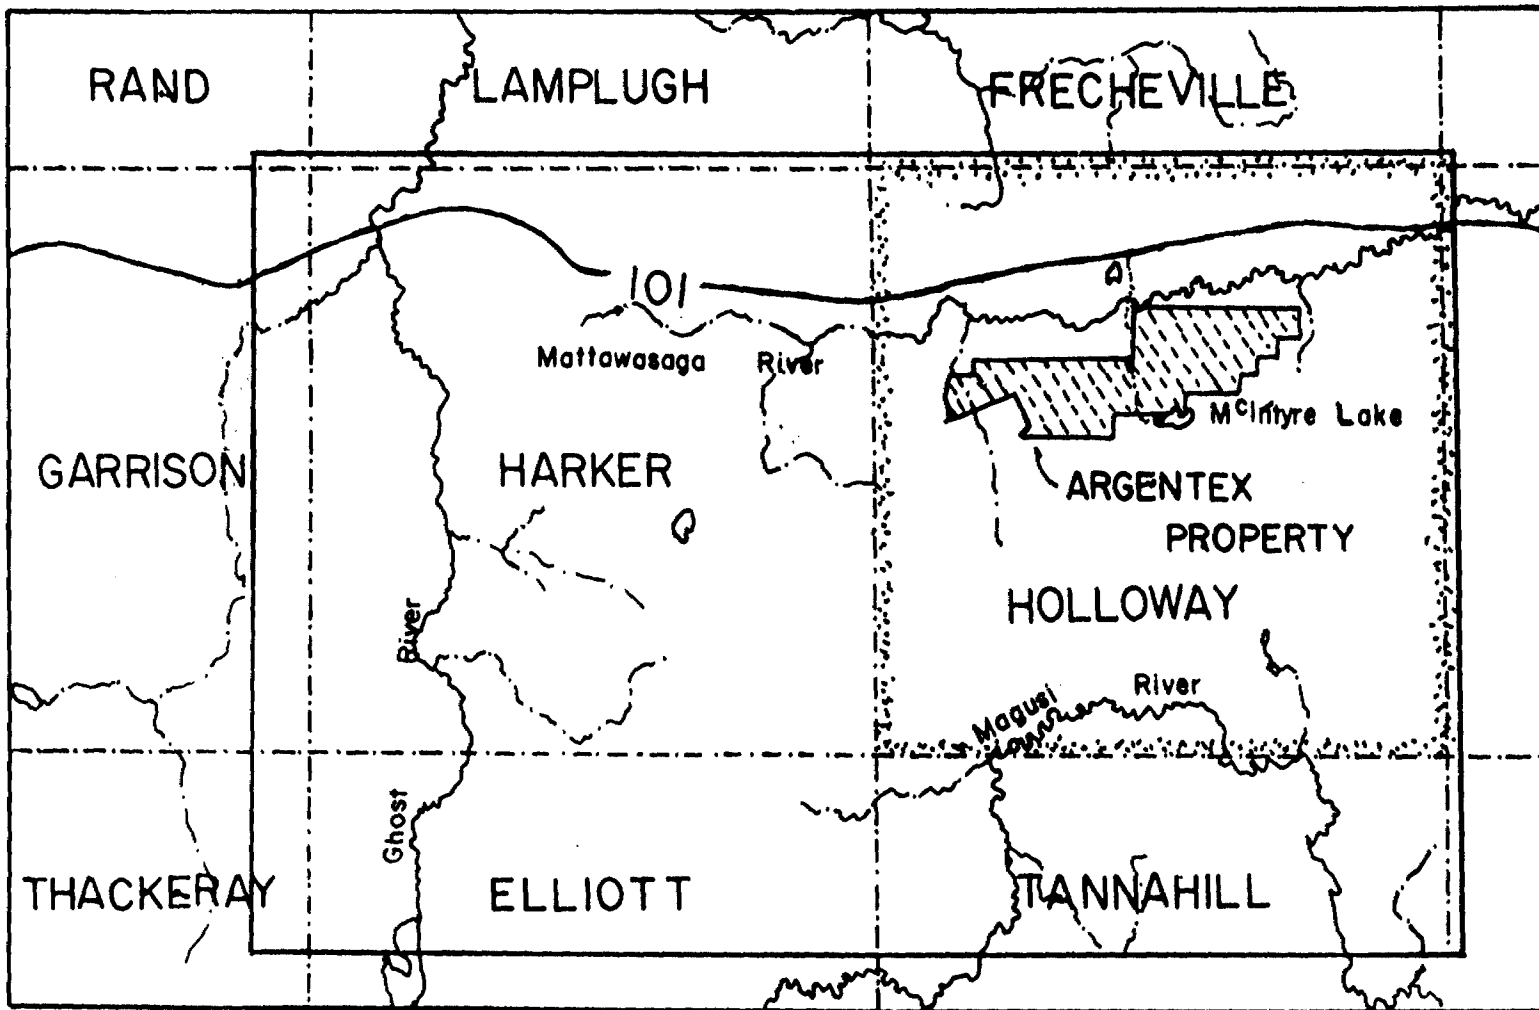 RAND
LAMPLUGH
FRECHEVILLE
101
Mattawasaga River
McIntyre Lake
GARRISON
HARKER
ARGENTEX
PROPERTY
HOLLOWAY
River
Magusi River
Ghost
THACKERAY
ELLIOTT
TANNAHILL